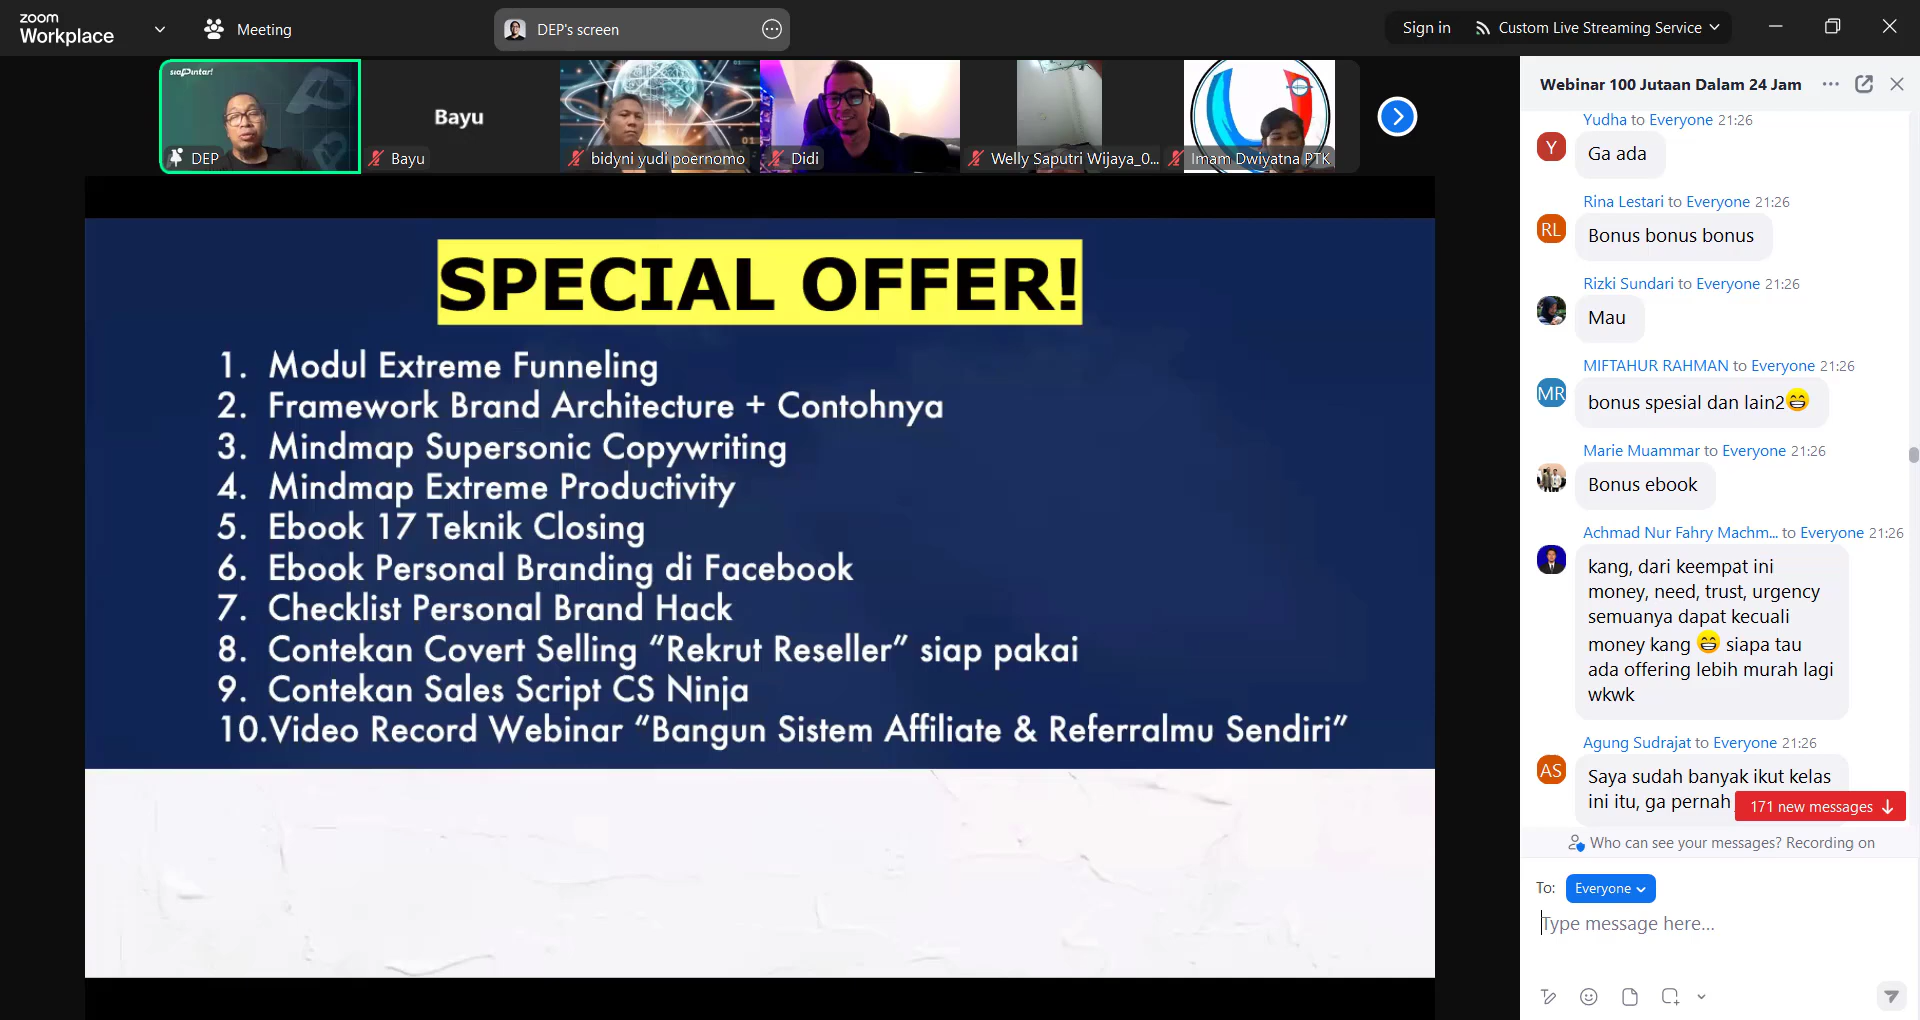 zoom
Workplace
Meeting
DEP's screen
Sign in
Custom Live Streaming Service
siapintar!
DEP
Bayu
Bayu
bidyni yudi poernomo
Didi
Welly Saputri Wijaya_0...
Imam Dwiyatna PTK
SPECIAL OFFER!
1. Modul Extreme Funneling
2. Framework Brand Architecture + Contohnya
3. Mindmap Supersonic Copywriting
4. Mindmap Extreme Productivity
5. Ebook 17 Teknik Closing
6. Ebook Personal Branding di Facebook
7. Checklist Personal Brand Hack
8. Contekan Covert Selling “Rekrut Reseller” siap pakai
9. Contekan Sales Script CS Ninja
10.Video Record Webinar “Bangun Sistem Affiliate & Referralmu Sendiri”
Webinar 100 Jutaan Dalam 24 Jam
Yudha to Everyone 21:26
Y
Ga ada
Rina Lestari to Everyone 21:26
RL
Bonus bonus bonus
Rizki Sundari to Everyone 21:26
Mau
MIFTAHUR RAHMAN to Everyone 21:26
MR
bonus spesial dan lain2😁
Marie Muammar to Everyone 21:26
Bonus ebook
Achmad Nur Fahry Machm... to Everyone 21:26
kang, dari keempat ini
money, need, trust, urgency
semuanya dapat kecuali
money kang 😁 siapa tau
ada offering lebih murah lagi
wkwk
Agung Sudrajat to Everyone 21:26
AS
Saya sudah banyak ikut kelas
ini itu, ga pernah
171 new messages
Who can see your messages? Recording on
To: Everyone
Type message here...